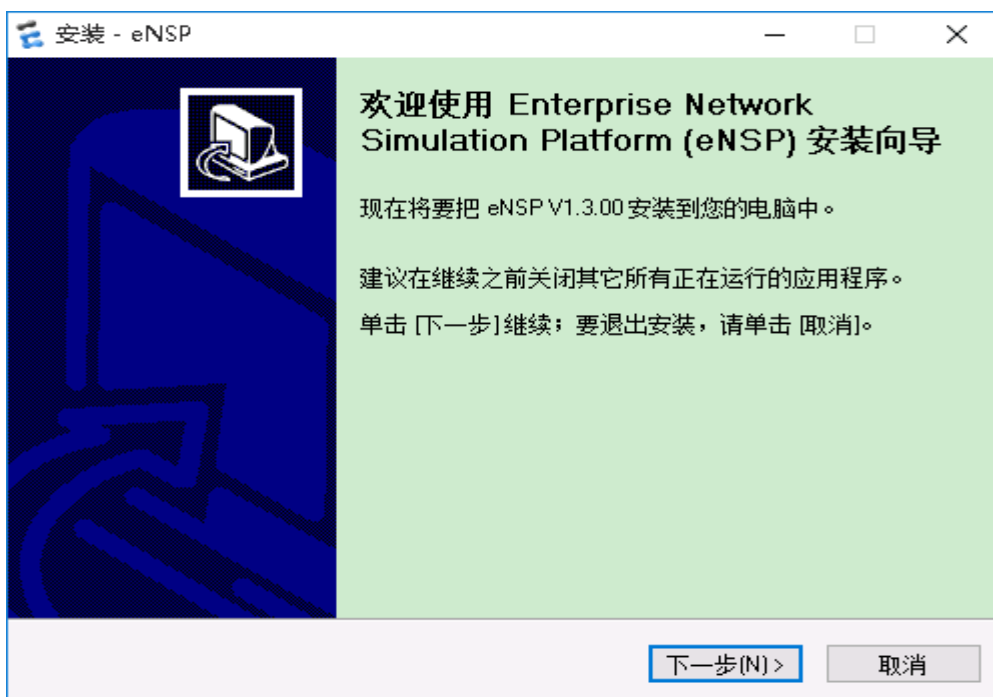 安装 - eNSP
欢迎使用 Enterprise Network
Simulation Platform (eNSP) 安装向导
现在将要把 eNSP V1.3.00 安装到您的电脑中。
建议在继续之前关闭其它所有正在运行的应用程序。
单击 [下一步]继续；要退出安装，请单击 [取消]。
下一步(N) >
取消